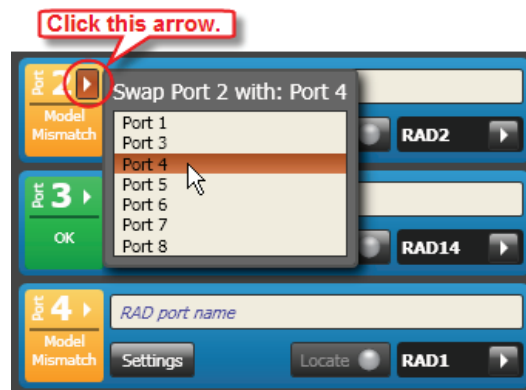 Click this arrow.
Port 2
Model
Mismatch
Swap Port 2 with: Port 4
Port 1
Port 3
Port 4
Port 5
Port 6
Port 7
Port 8
RAD2
Port 3
OK
RAD14
Port 4
Model
Mismatch
RAD port name
Settings
Locate
RAD1